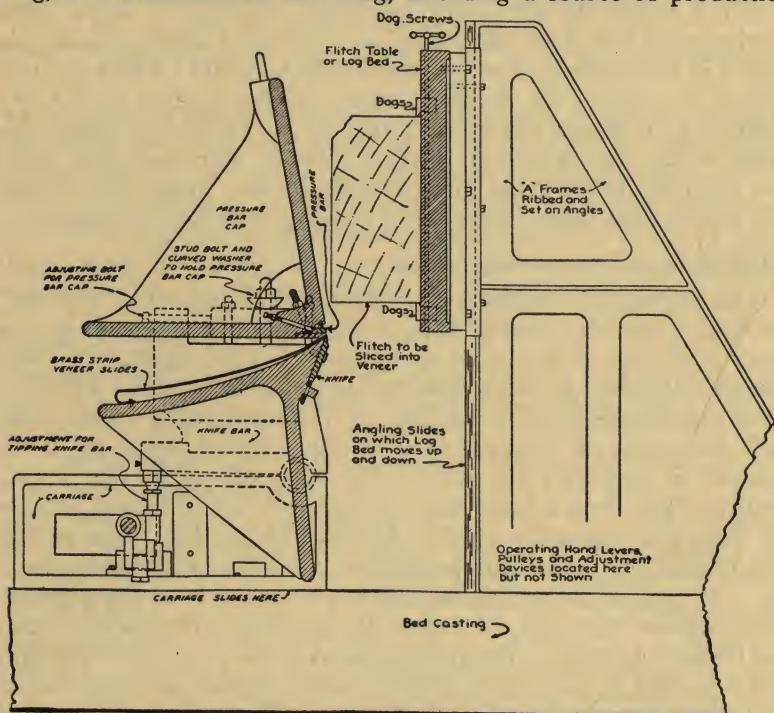 a source of productio
Dog Screws
Flitch Table
or Log Bed
Dogs
PRESSURE BAR
PRESSURE
BAR
CAP
"A" Frames
Ribbed and
Set on Angles
STUD BOLT AND
CURVED WASHER
TO HOLD PRESSURE
BAR CAP
ADJUSTING BOLT
FOR PRESSURE
BAR CAP
Dogs
Flitch to be
Sliced into
Veneer
BRASS STRIP
VENEER SLIDES
KNIFE
Angling Slides
on which Log
Bed moves up
and down
KNIFE BAR
ADJUSTMENT FOR
TIPPING KNIFE BAR
CARRIAGE
Operating Hand Levers,
Pulleys and Adjustment
Devices located here
but not Shown
CARRIAGE SLIDES HERE
Bed Casting